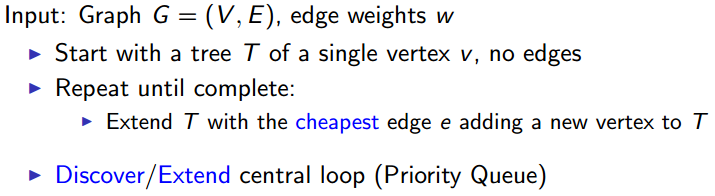 Input: Graph G = (V, E), edge weights w
▶ Start with a tree T of a single vertex v, no edges
▶ Repeat until complete:
▶ Extend T with the cheapest edge e adding a new vertex to T
▶ Discover/Extend central loop (Priority Queue)